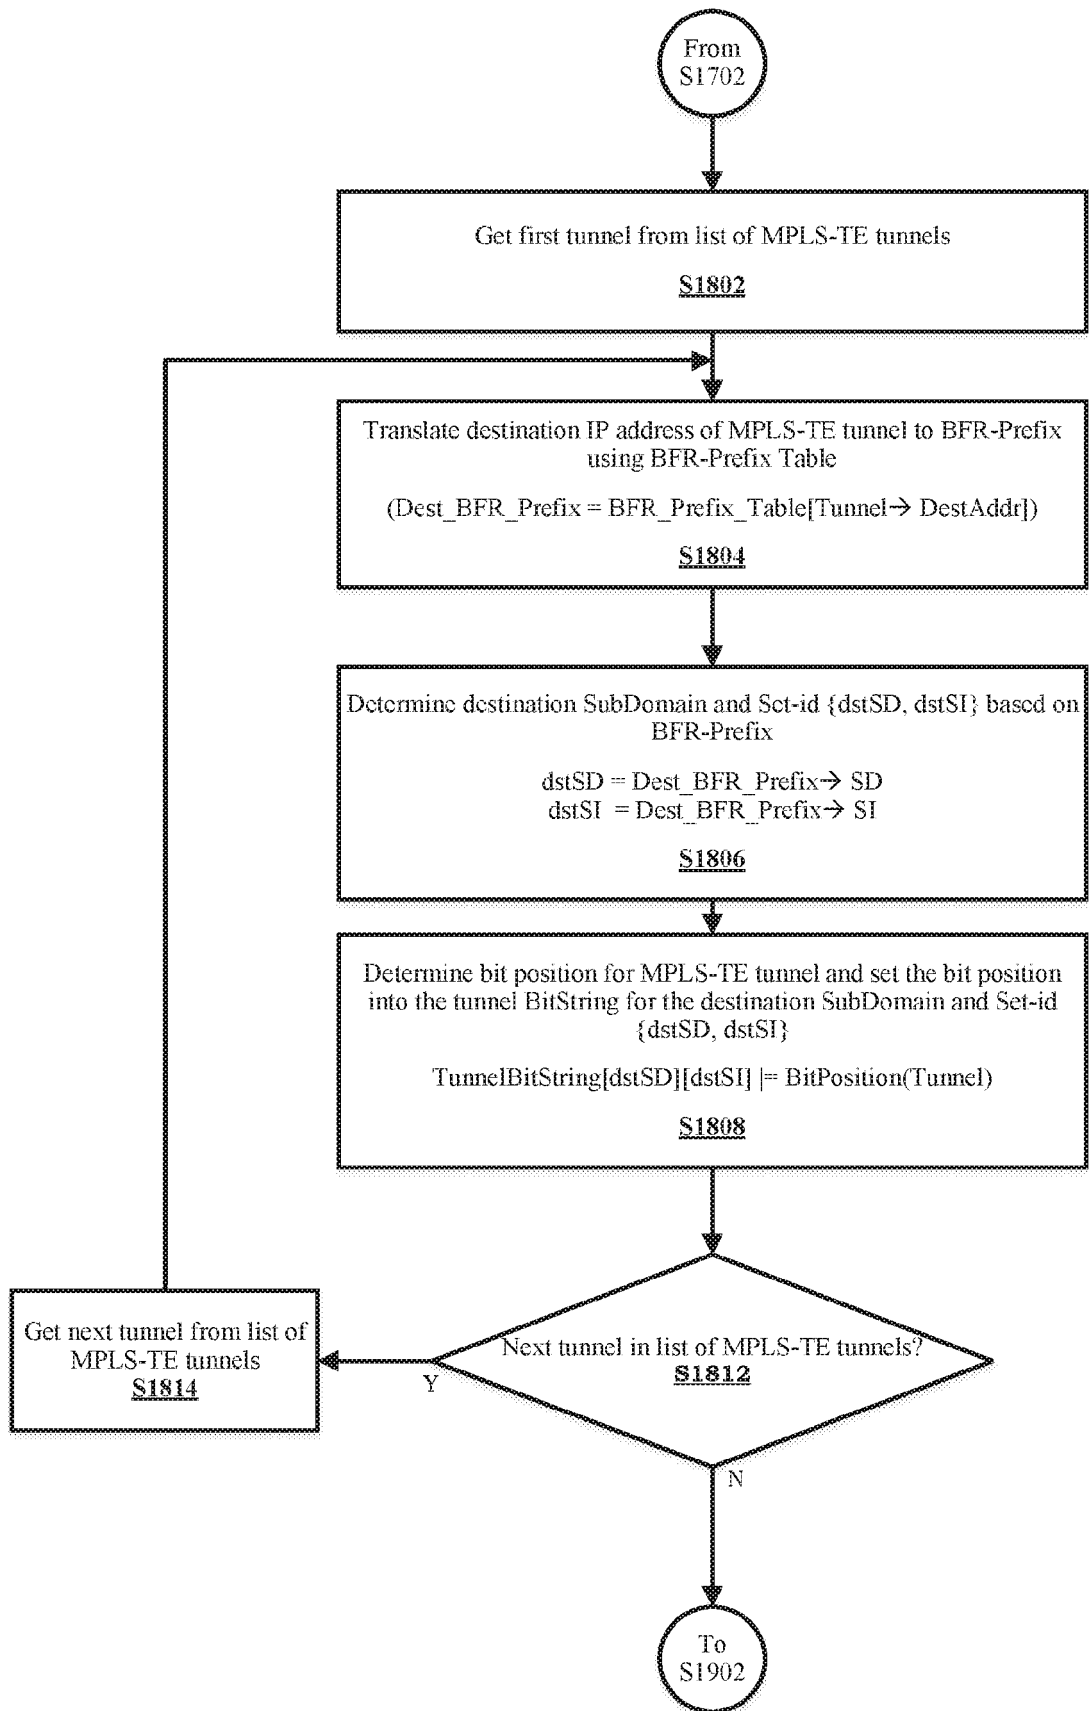 From
S1702
Get first tunnel from list of MPLS-TE tunnels
S1802
Translate destination IP address of MPLS-TE tunnel to BFR-Prefix
using BFR-Prefix Table
(Dest_BFR_Prefix = BFR_Prefix_Table[Tunnel→ DestAddr])
S1804
Determine destination SubDomain and Set-id {dstSD, dstSI} based on
BFR-Prefix
dstSD = Dest_BFR_Prefix→ SD
dstSI = Dest_BFR_Prefix→ SI
S1806
Determine bit position for MPLS-TE tunnel and set the bit position
into the tunnel BitString for the destination SubDomain and Set-id
{dstSD, dstSI}
TunnelBitString[dstSD][dstSI] |= BitPosition(Tunnel)
S1808
Next tunnel in list of MPLS-TE tunnels?
S1812
Y
Get next tunnel from list of
MPLS-TE tunnels
S1814
N
To
S1902